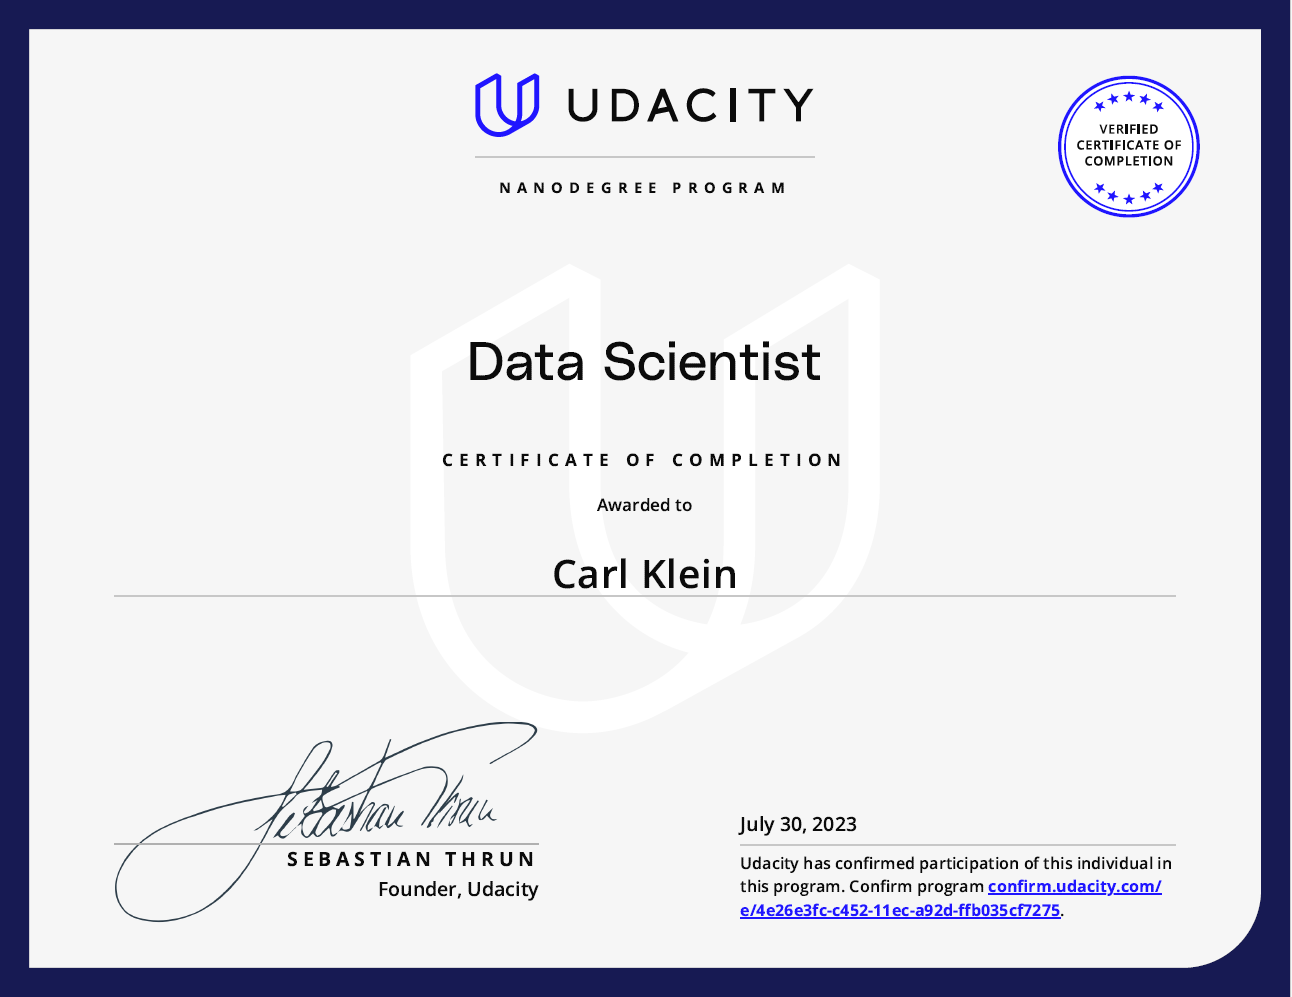 UDACITY
NANODEGREE PROGRAM
VERIFIED
CERTIFICATE OF
COMPLETION
Data Scientist
CERTIFICATE OF COMPLETION
Awarded to
Carl Klein
Sebastian Thrun
SEBASTIAN THRUN
Founder, Udacity
July 30, 2023
Udacity has confirmed participation of this individual in
this program. Confirm program confirm.udacity.com/
e/4e26e3fc-c452-11ec-a92d-ffb035cf7275.